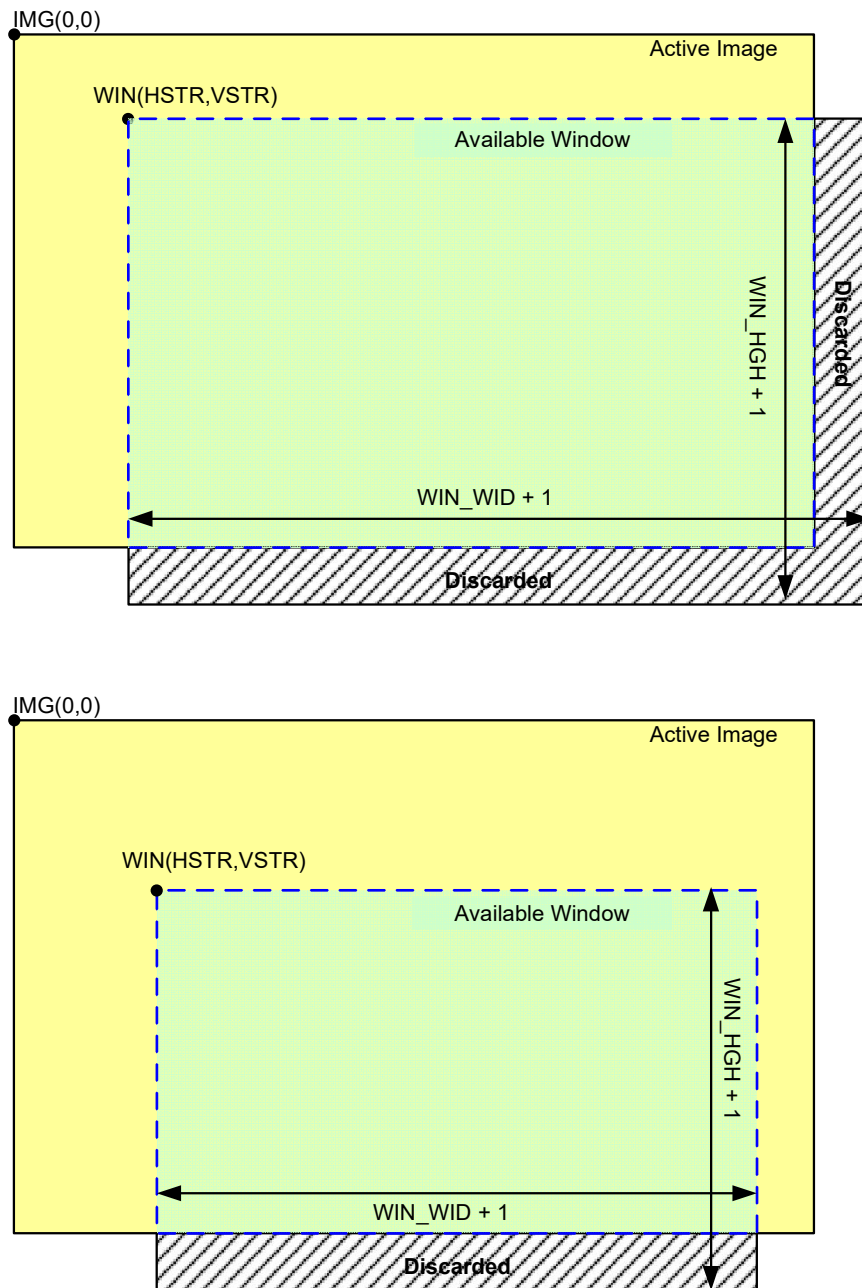 IMG(0,0)
Active Image
WIN(HSTR,VSTR)
Available Window
WIN_HGH + 1
Discarded
WIN_WID + 1
Discarded
IMG(0,0)
Active Image
WIN(HSTR,VSTR)
Available Window
WIN_HGH + 1
WIN_WID + 1
Discarded